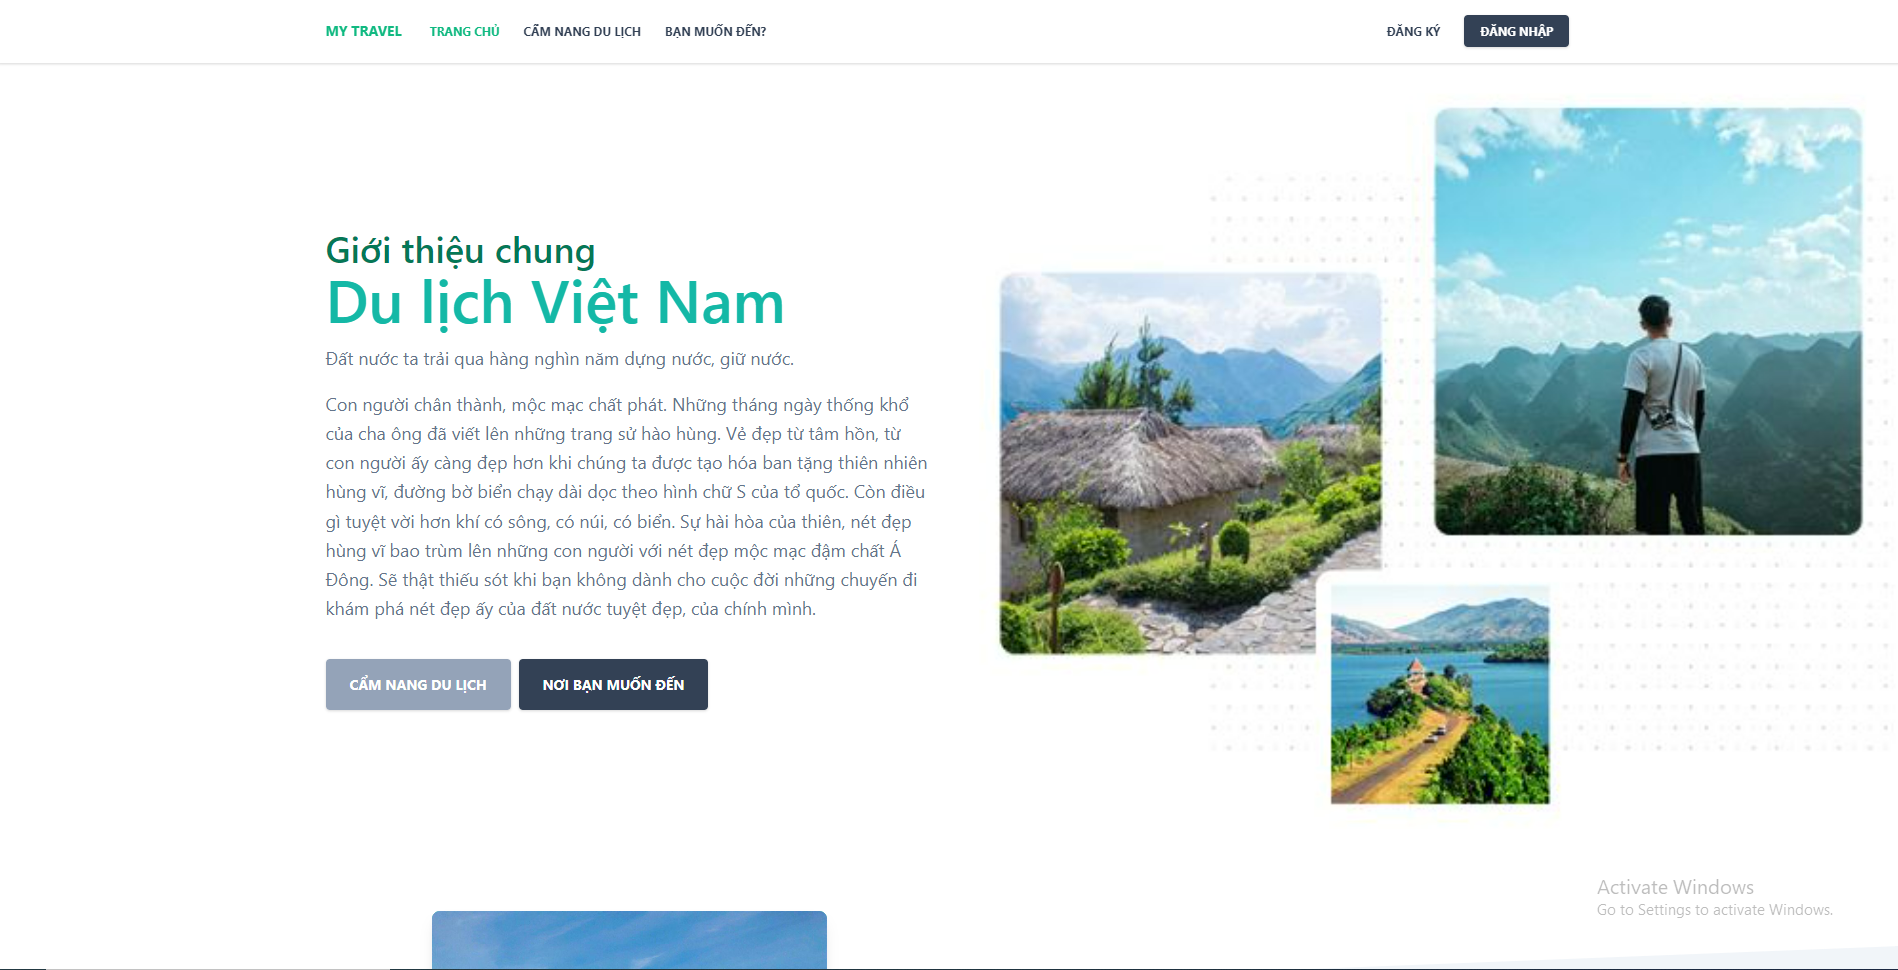 MY TRAVEL TRANG CHỦ CẨM NANG DU LỊCH BẠN MUỐN ĐẾN? ĐĂNG KÝ ĐĂNG NHẬP
Giới thiệu chung
Du lịch Việt Nam
Đất nước ta trải qua hàng nghìn năm dựng nước, giữ nước.
Con người chân thành, mộc mạc chất phát. Những tháng ngày thống khổ
của cha ông đã viết lên những trang sử hào hùng. Vẻ đẹp từ tâm hồn, từ
con người ấy càng đẹp hơn khi chúng ta được tạo hóa ban tặng thiên nhiên
hùng vĩ, đường bờ biển chạy dài dọc theo hình chữ S của tổ quốc. Còn điều
gì tuyệt vời hơn khí có sông, có núi, có biển. Sự hài hòa của thiên, nét đẹp
hùng vĩ bao trùm lên những con người với nét đẹp mộc mạc đậm chất Á
Đông. Sẽ thật thiếu sót khi bạn không dành cho cuộc đời những chuyến đi
khám phá nét đẹp ấy của đất nước tuyệt đẹp, của chính mình.
CẨM NANG DU LỊCH NƠI BẠN MUỐN ĐẾN
Activate Windows
Go to Settings to activate Windows.